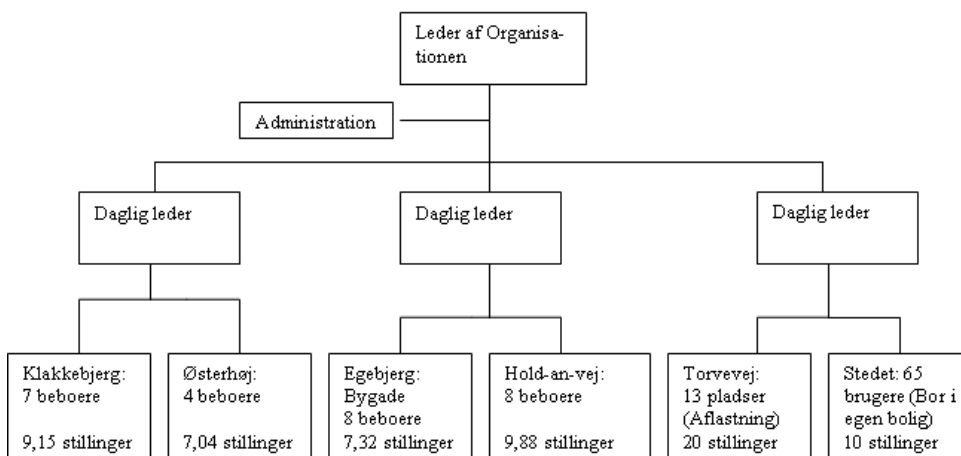 Leder af Organisa-
tionen
Administration
Daglig leder
Daglig leder
Daglig leder
Klakkebjerg:
7 beboere
9,15 stillinger
Østerhøj:
4 beboere
7,04 stillinger
Egebjerg:
Bygade
8 beboere
7,32 stillinger
Hold-an-vej:
8 beboere
9,88 stillinger
Torvevej:
13 pladser
(Aflastning)
20 stillinger
Stedet: 65
brugere (Bor i
egen bolig)
10 stillinger